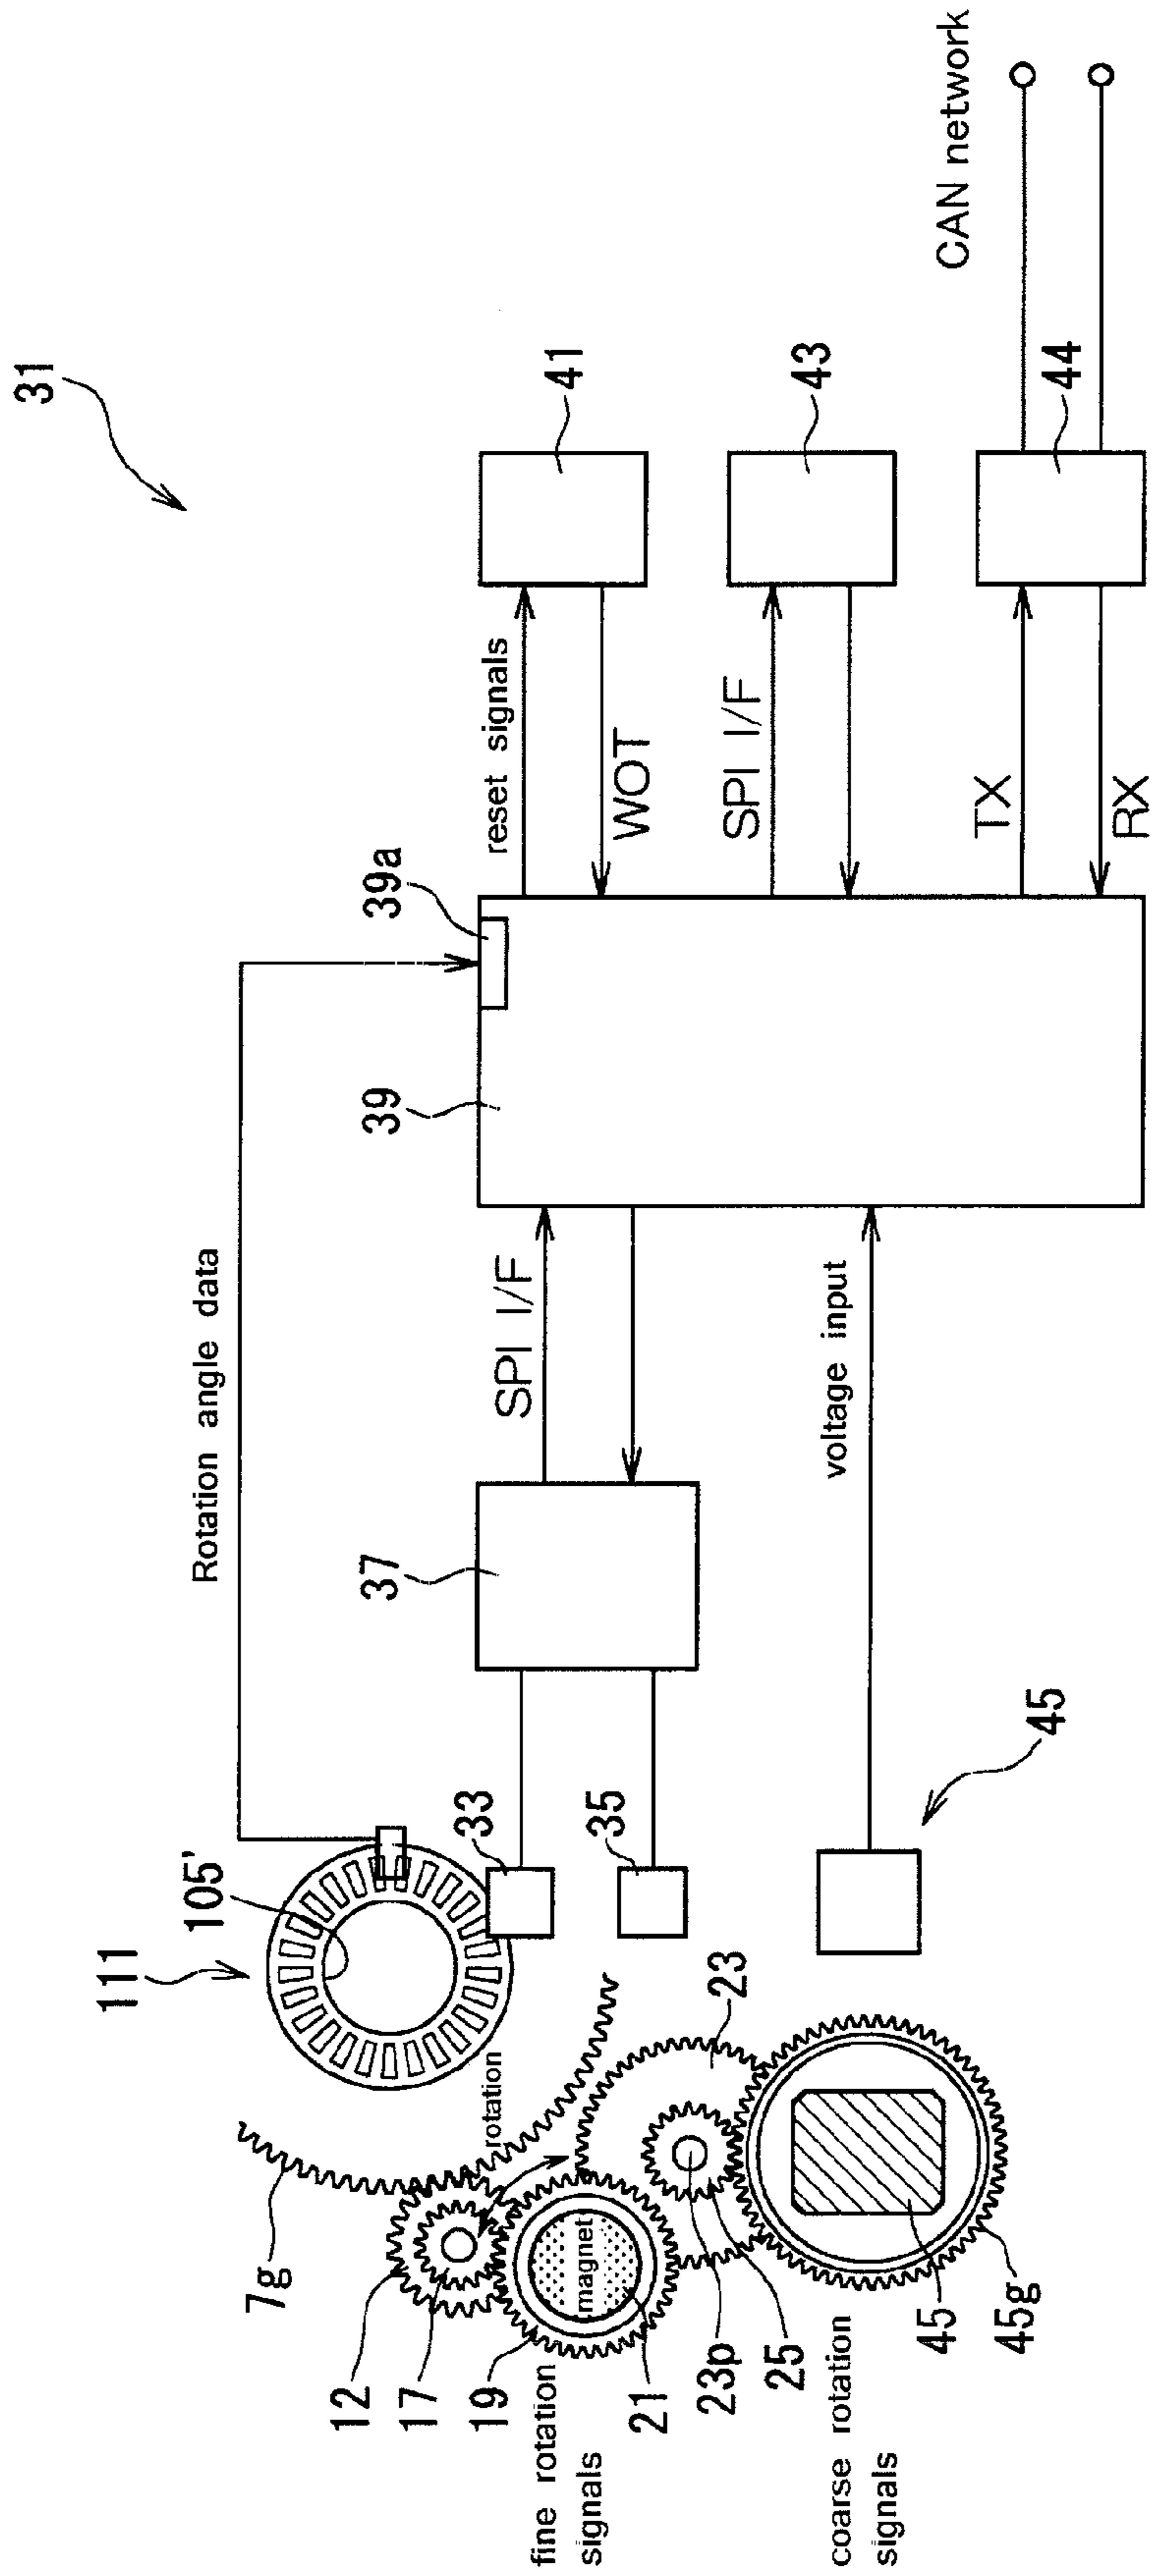 31
111
105'
Rotation angle data
7g
12
17
19
rotation
magnet
fine rotation
signals
21
23p
25
23
33
35
37
SPI I/F
39
39a
reset signals
WOT
41
SPI I/F
43
TX
RX
44
CAN network
voltage input
45
45
45g
coarse rotation
signals